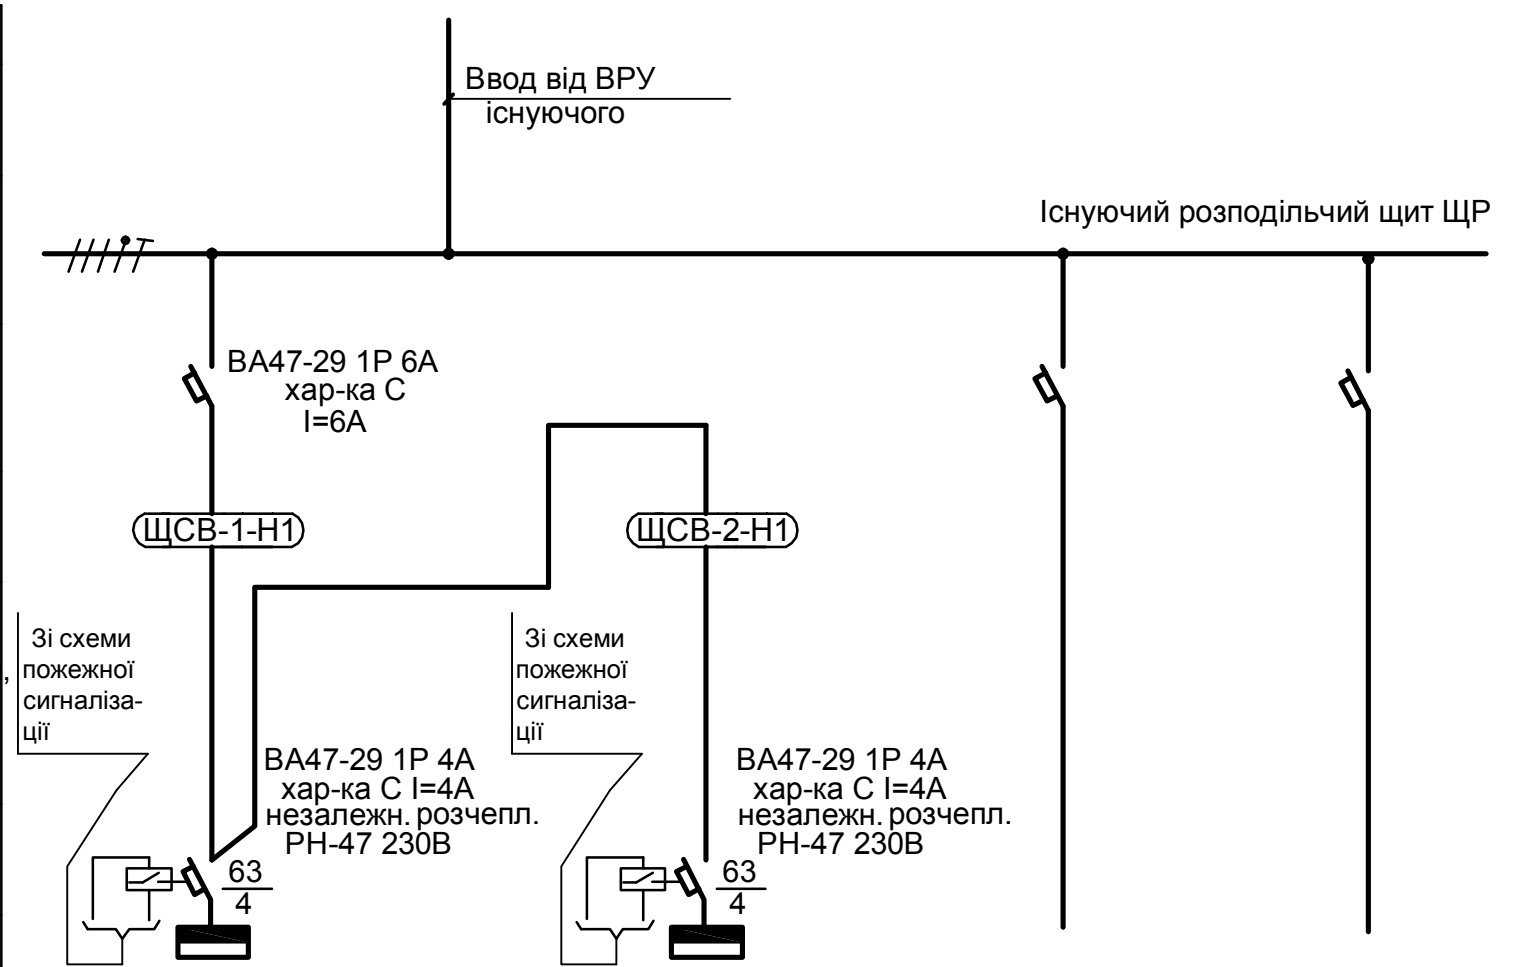 Ввод від ВРУ
існуючого
Існуючий розподільчий щит ЩР
ВА47-29 1Р 6А
хар-ка С
І=6А
ЩСВ-1-Н1
ЩСВ-2-Н1
Зі схеми
пожежної
сигналіза-
ції
,
Зі схеми
пожежної
сигналіза-
ції
ВА47-29 1Р 4А
хар-ка С І=4А
незалежн. розчепл.
РН-47 230В
63
4
ВА47-29 1Р 4А
хар-ка С І=4А
незалежн. розчепл.
РН-47 230В
63
4